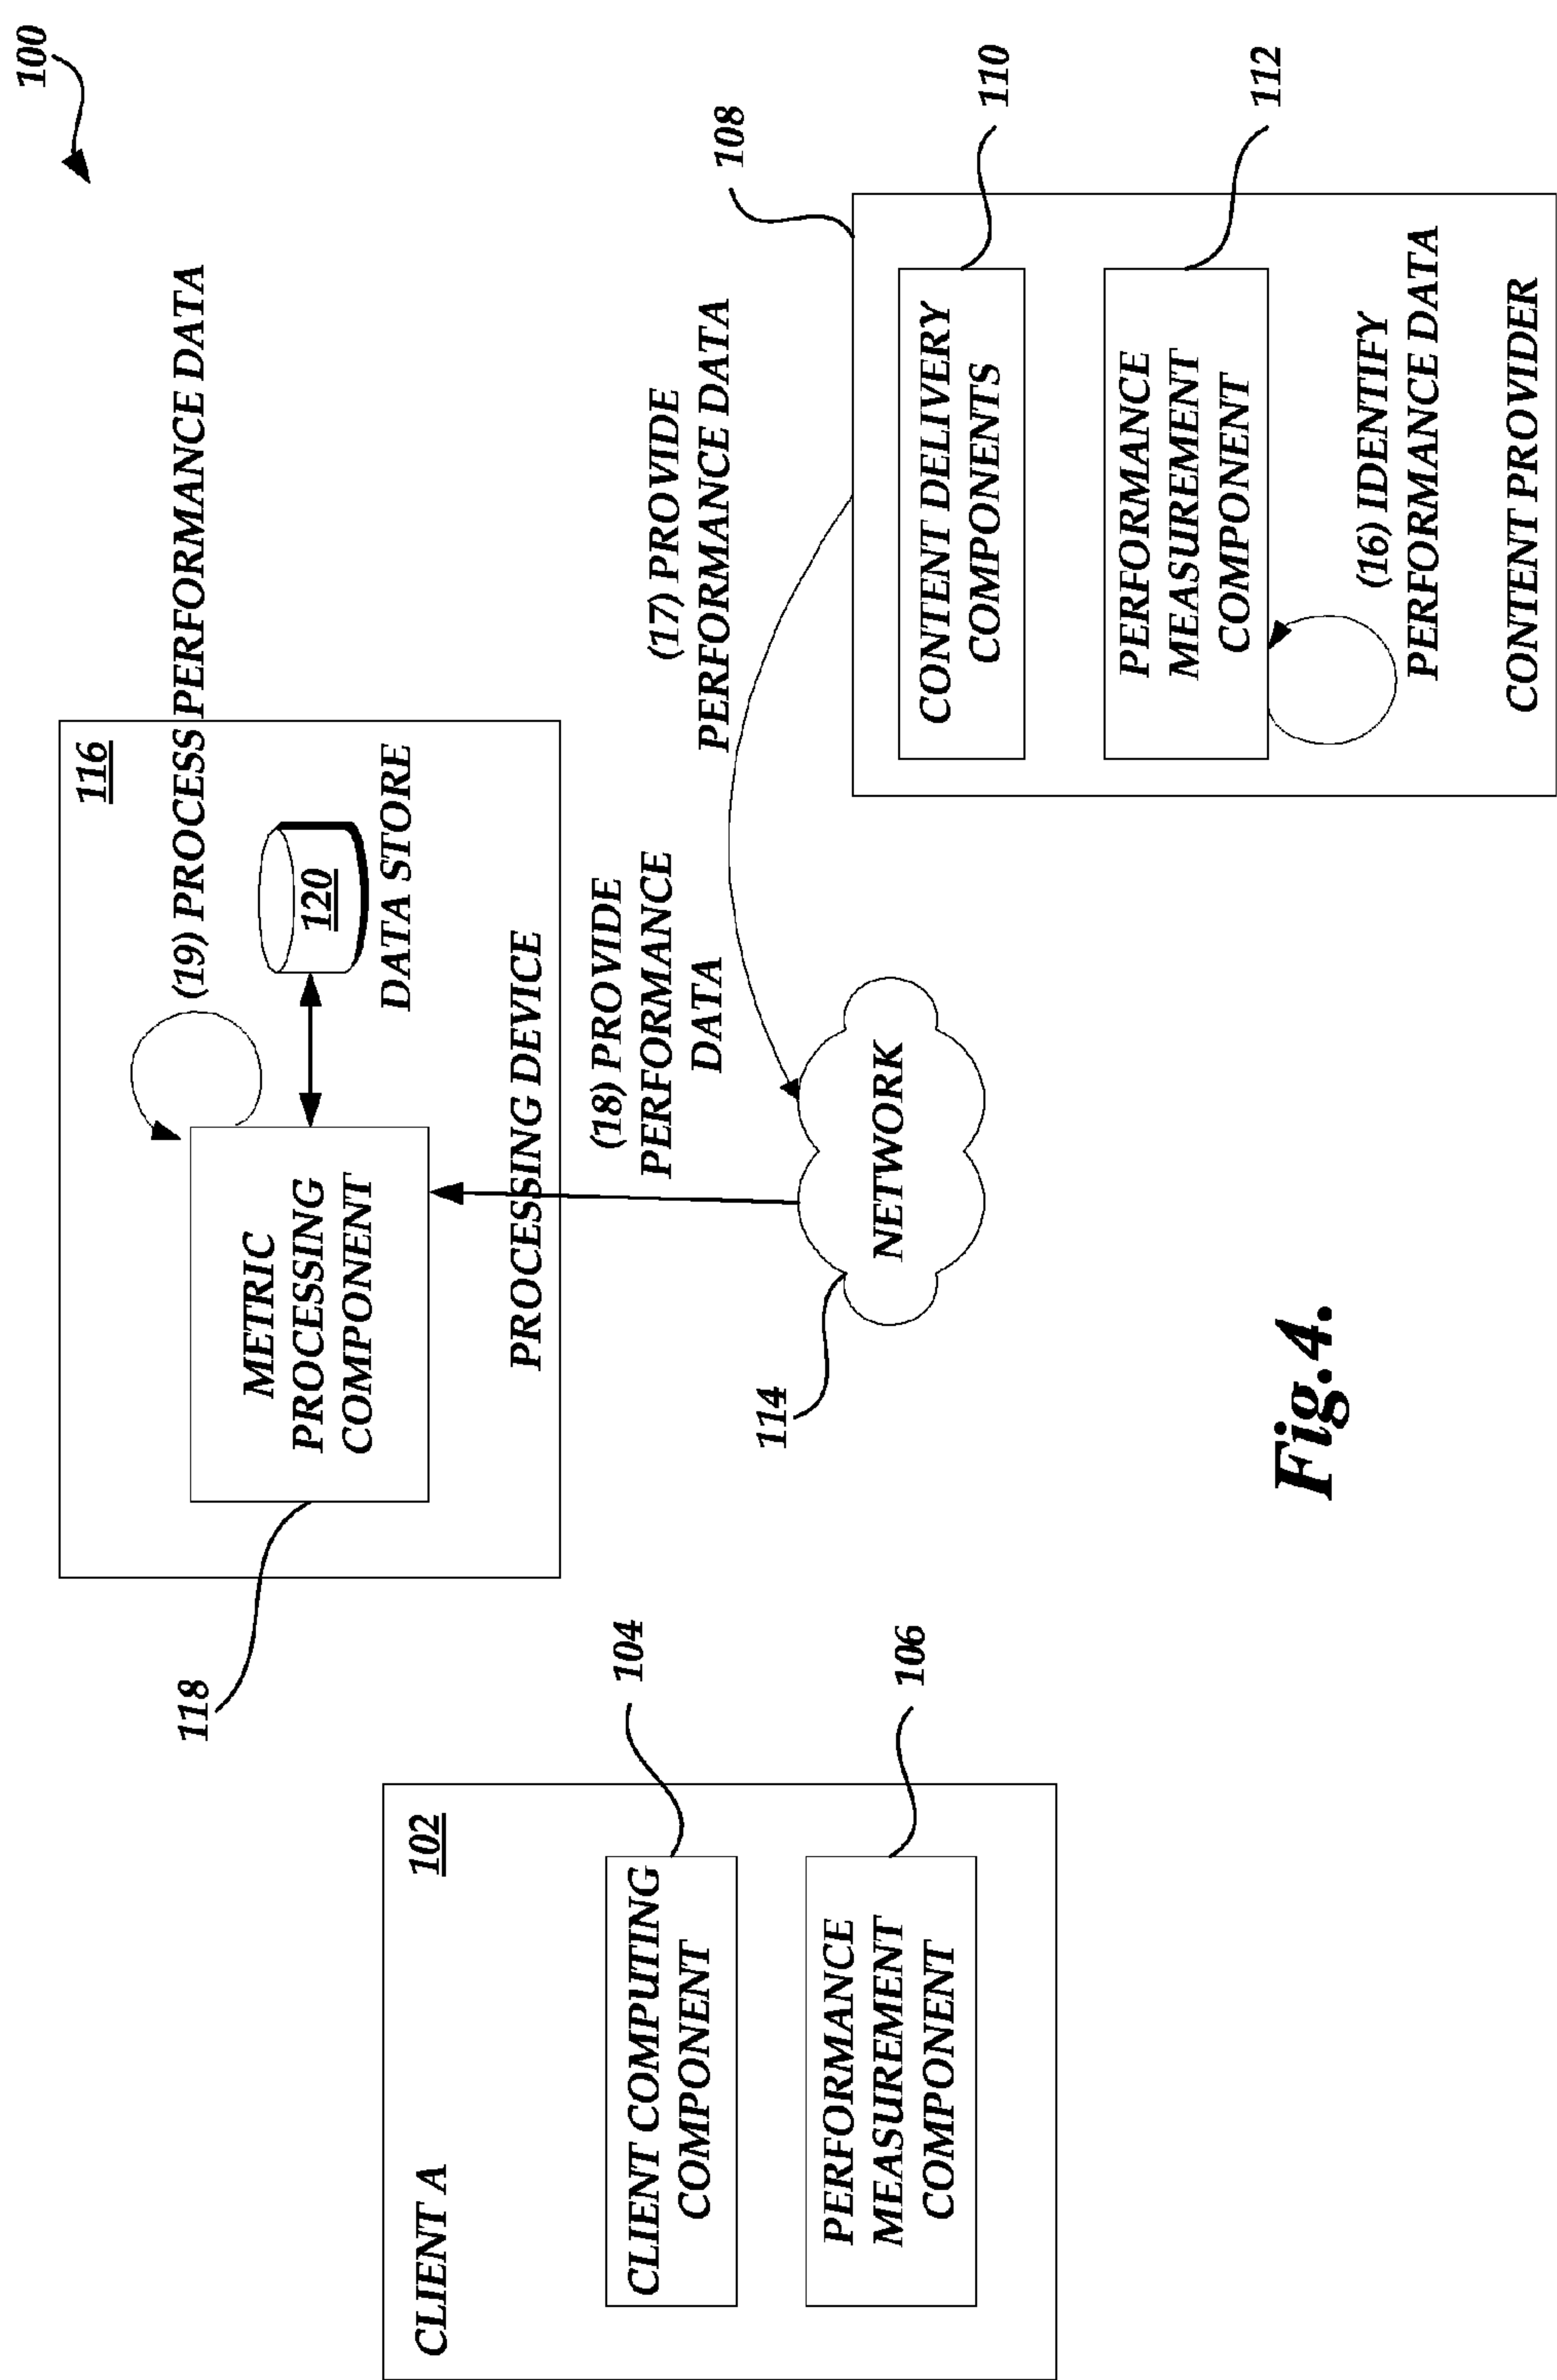 100
116
(19) PROCESS PERFORMANCE DATA
118
METRIC
PROCESSING
COMPONENT
120
DATA STORE
PROCESSING DEVICE
CLIENT A
102
104
CLIENT COMPUTING
COMPONENT
106
PERFORMANCE
MEASUREMENT
COMPONENT
(18) PROVIDE
PERFORMANCE
DATA
(17) PROVIDE
PERFORMANCE DATA
114
NETWORK
108
110
CONTENT DELIVERY
COMPONENTS
112
PERFORMANCE
MEASUREMENT
COMPONENT
(16) IDENTIFY
PERFORMANCE DATA
CONTENT PROVIDER
Fig.4.